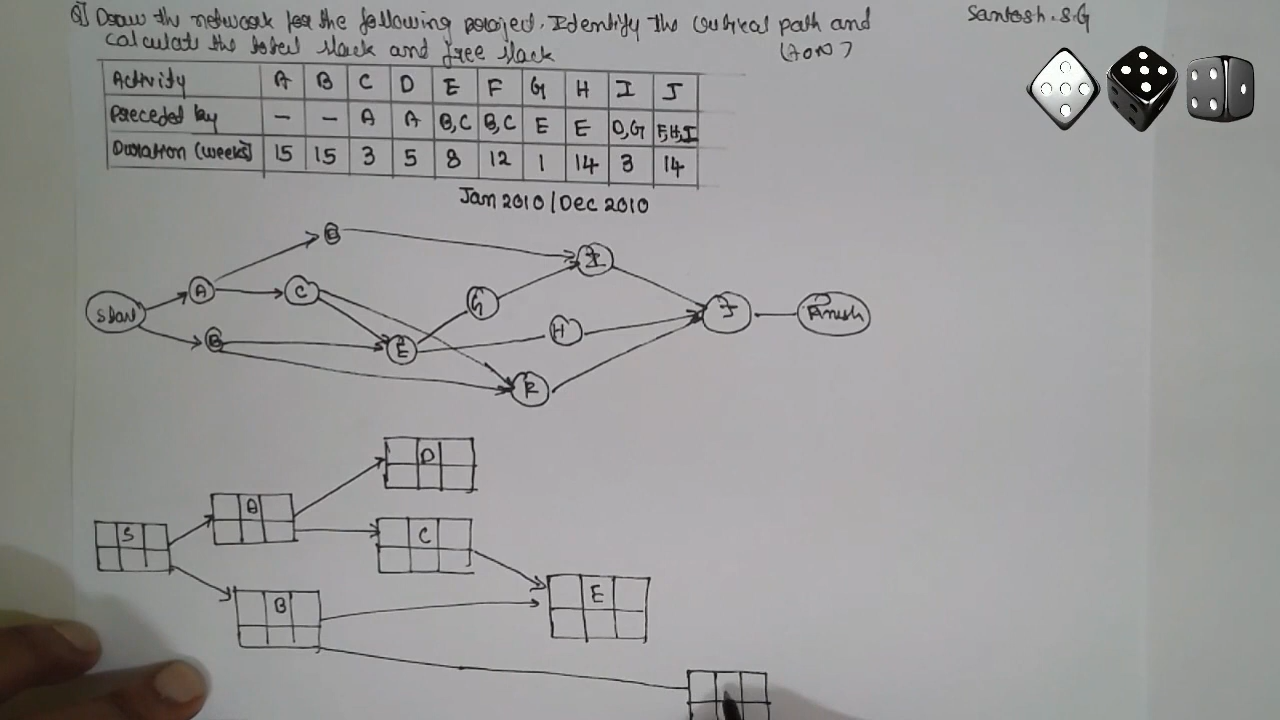 Q] Draw the network for the following project. Identify the critical path and
Santosh.S.G
calculate the total slack and free slack
(AON)
Activity A B C D E F G H I J
Preceded by – – A A B,C B,C E E D,G F,H,I
Duration (weeks) 15 15 3 5 8 12 1 14 3 14
Jan 2010 / Dec 2010
B
I
A C G
Start J Finish
B E H
F
D
A
S C
B E